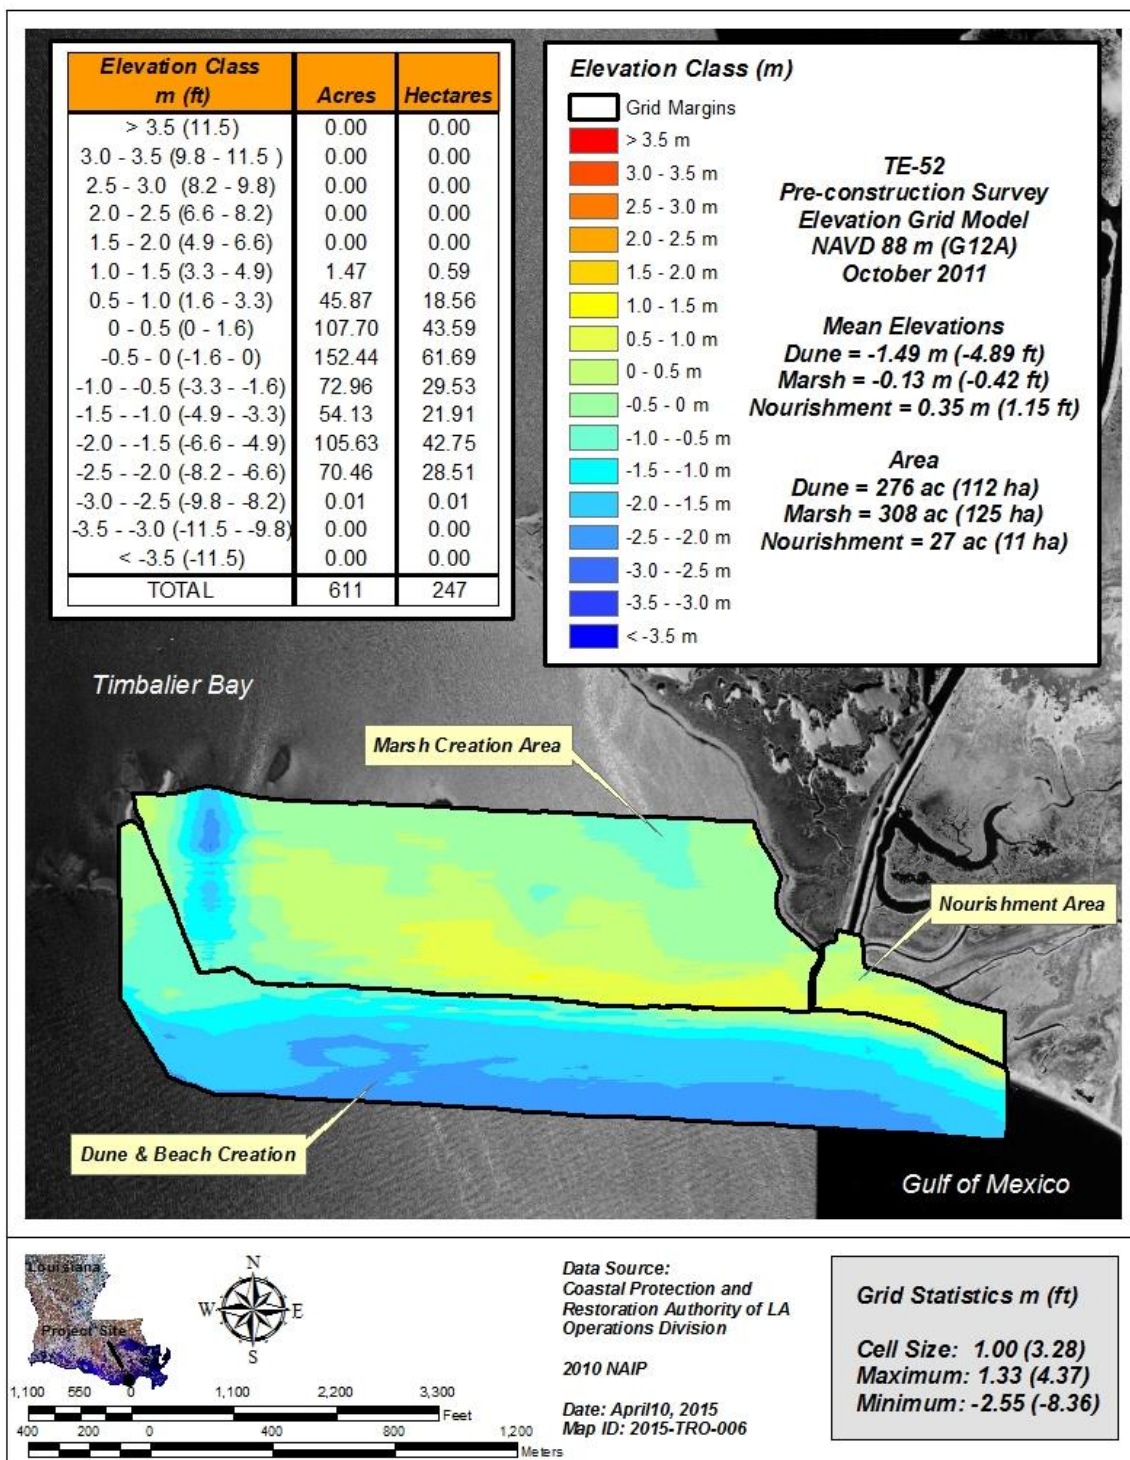 Elevation Class
m (ft) Acres Hectares
> 3.5 (11.5) 0.00 0.00
3.0 - 3.5 (9.8 - 11.5 ) 0.00 0.00
2.5 - 3.0 (8.2 - 9.8) 0.00 0.00
2.0 - 2.5 (6.6 - 8.2) 0.00 0.00
1.5 - 2.0 (4.9 - 6.6) 0.00 0.00
1.0 - 1.5 (3.3 - 4.9) 1.47 0.59
0.5 - 1.0 (1.6 - 3.3) 45.87 18.56
0 - 0.5 (0 - 1.6) 107.70 43.59
-0.5 - 0 (-1.6 - 0) 152.44 61.69
-1.0 - -0.5 (-3.3 - -1.6) 72.96 29.53
-1.5 - -1.0 (-4.9 - -3.3) 54.13 21.91
-2.0 - -1.5 (-6.6 - -4.9) 105.63 42.75
-2.5 - -2.0 (-8.2 - -6.6) 70.46 28.51
-3.0 - -2.5 (-9.8 - -8.2) 0.01 0.01
-3.5 - -3.0 (-11.5 - -9.8) 0.00 0.00
< -3.5 (-11.5) 0.00 0.00
TOTAL 611 247
Elevation Class (m)
Grid Margins
> 3.5 m
3.0 - 3.5 m
2.5 - 3.0 m
2.0 - 2.5 m
1.5 - 2.0 m
1.0 - 1.5 m
0.5 - 1.0 m
0 - 0.5 m
-0.5 - 0 m
-1.0 - -0.5 m
-1.5 - -1.0 m
-2.0 - -1.5 m
-2.5 - -2.0 m
-3.0 - -2.5 m
-3.5 - -3.0 m
< -3.5 m
TE-52
Pre-construction Survey
Elevation Grid Model
NAVD 88 m (G12A)
October 2011
Mean Elevations
Dune = -1.49 m (-4.89 ft)
Marsh = -0.13 m (-0.42 ft)
Nourishment = 0.35 m (1.15 ft)
Area
Dune = 276 ac (112 ha)
Marsh = 308 ac (125 ha)
Nourishment = 27 ac (11 ha)
Timbalier Bay
Marsh Creation Area
Nourishment Area
Dune & Beach Creation
Gulf of Mexico
Louisiana
Project Site
N
W E
S
1,100 550 0 1,100 2,200 3,300
Feet
400 200 0 400 800 1,200
Meters
Data Source:
Coastal Protection and
Restoration Authority of LA
Operations Division
2010 NAIP
Date: April10, 2015
Map ID: 2015-TRO-006
Grid Statistics m (ft)
Cell Size: 1.00 (3.28)
Maximum: 1.33 (4.37)
Minimum: -2.55 (-8.36)